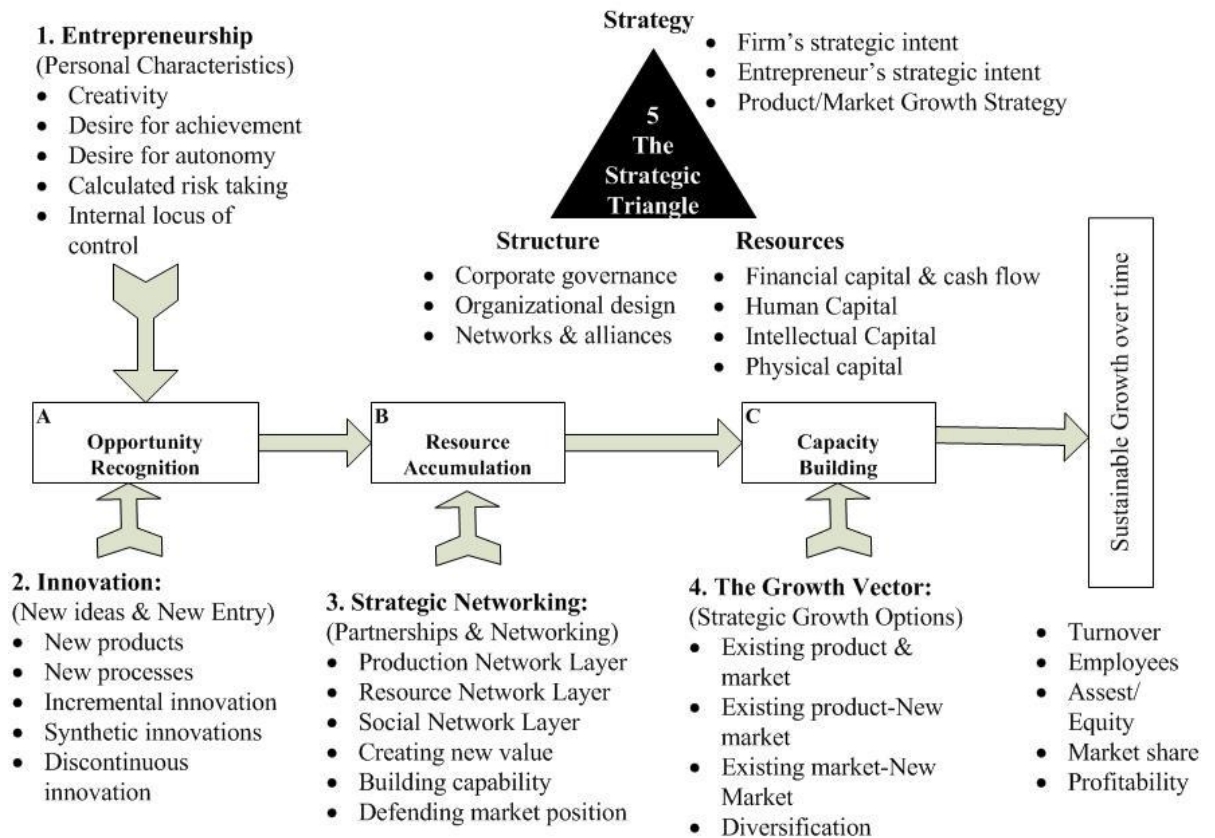 1. Entrepreneurship
(Personal Characteristics)
• Creativity
• Desire for achievement
• Desire for autonomy
• Calculated risk taking
• Internal locus of
control
Strategy
• Firm's strategic intent
• Entrepreneur's strategic intent
• Product/Market Growth Strategy
5
The
Strategic
Triangle
Structure
• Corporate governance
• Organizational design
• Networks & alliances
Resources
• Financial capital & cash flow
• Human Capital
• Intellectual Capital
• Physical capital
A
Opportunity
Recognition
B
Resource
Accumulation
C
Capacity
Building
Sustainable Growth over time
2. Innovation:
(New ideas & New Entry)
• New products
• New processes
• Incremental innovation
• Synthetic innovations
• Discontinuous
innovation
3. Strategic Networking:
(Partnerships & Networking)
• Production Network Layer
• Resource Network Layer
• Social Network Layer
• Creating new value
• Building capability
• Defending market position
4. The Growth Vector:
(Strategic Growth Options)
• Existing product &
market
• Existing product-New
market
• Existing market-New
Market
• Diversification
• Turnover
• Employees
• Assest/
Equity
• Market share
• Profitability